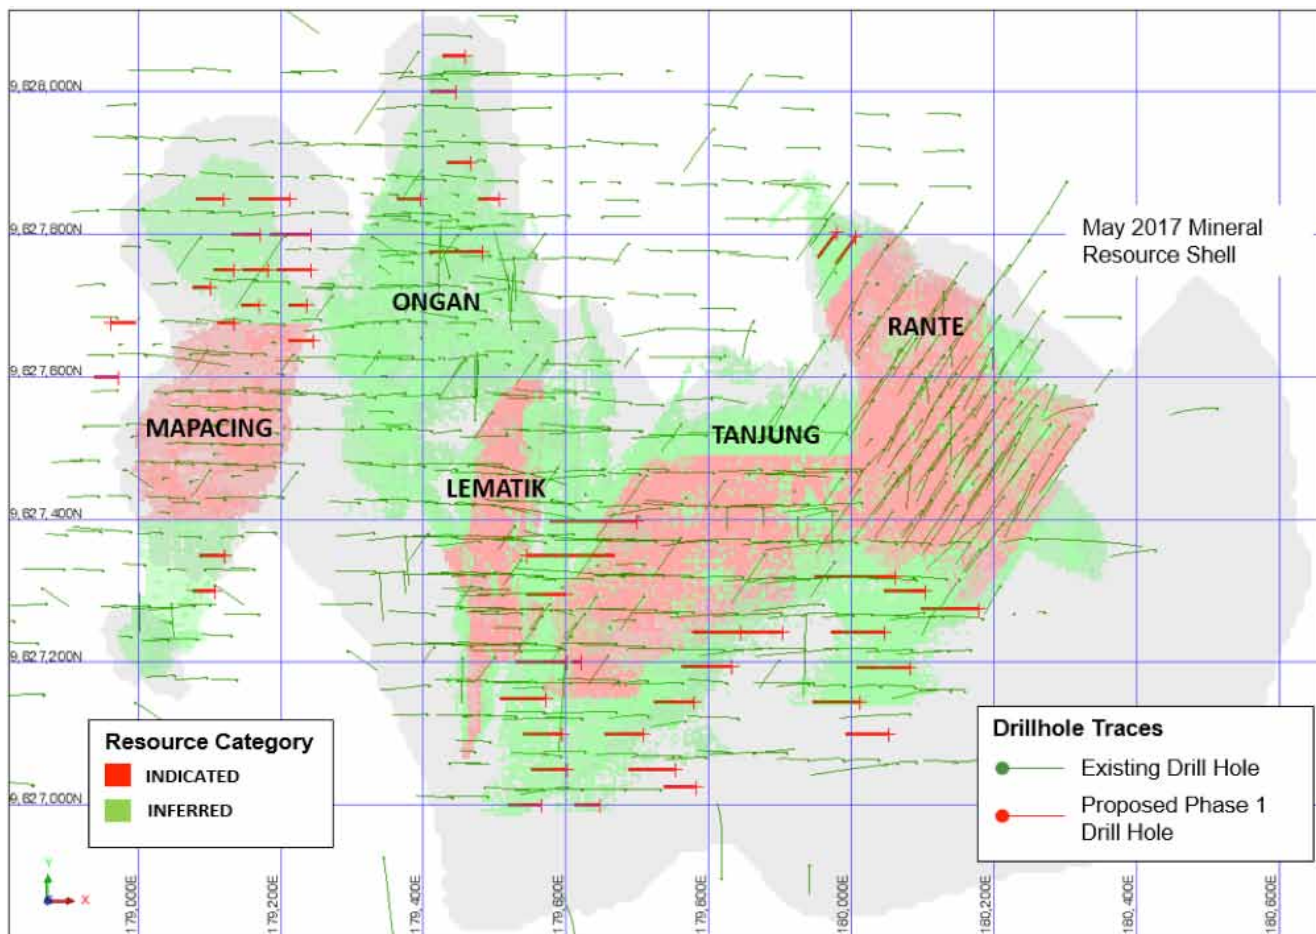 9,628,000N
9,627,800N
9,627,600N
9,627,400N
9,627,200N
9,627,000N
May 2017 Mineral
Resource Shell
ONGAN
RANTE
MAPACING
TANJUNG
LEMATIK
Resource Category
INDICATED
INFERRED
Drillhole Traces
Existing Drill Hole
Proposed Phase 1
Drill Hole
Y
X
179,000E
179,200E
179,400E
179,600E
179,800E
180,000E
180,200E
180,400E
180,600E